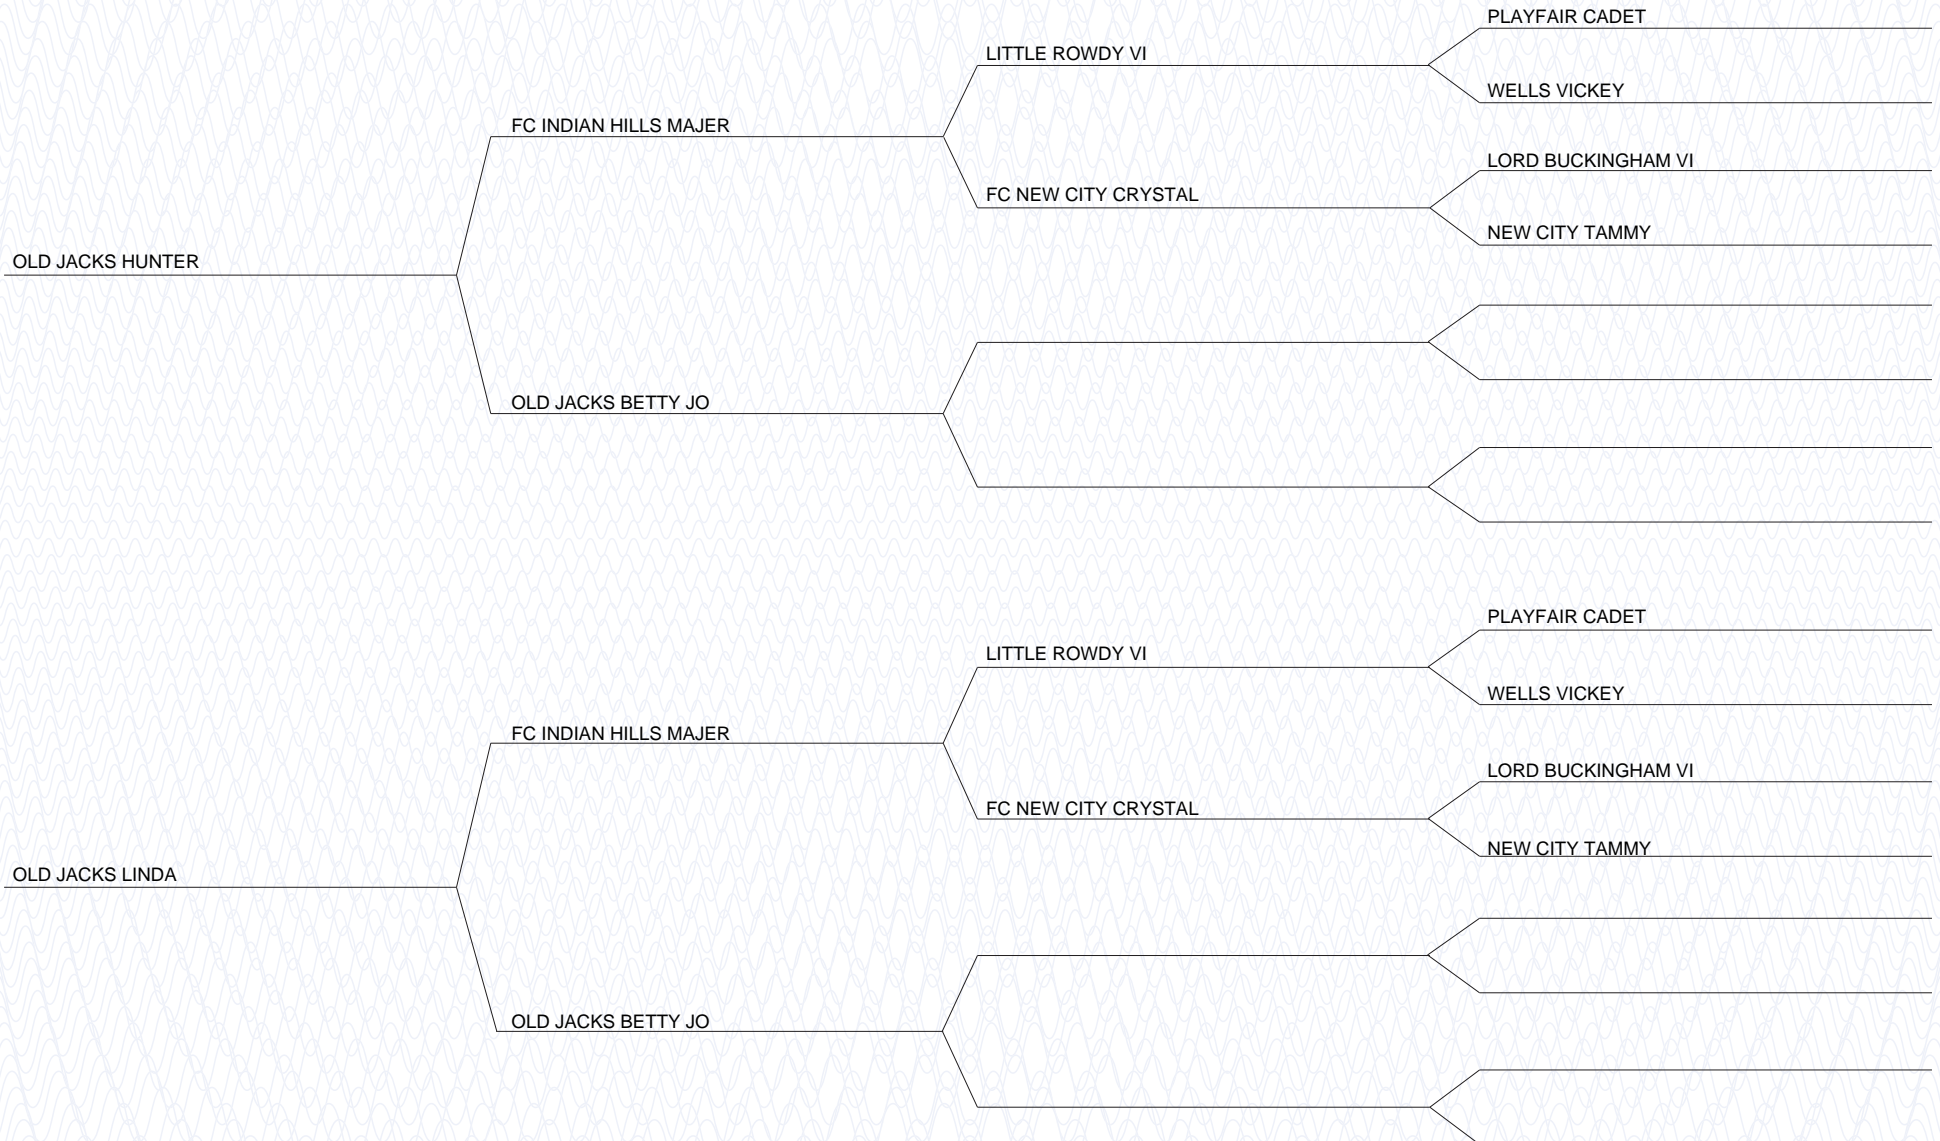 PLAYFAIR CADET
LITTLE ROWDY VI
WELLS VICKEY
FC INDIAN HILLS MAJER
LORD BUCKINGHAM VI
FC NEW CITY CRYSTAL
NEW CITY TAMMY
OLD JACKS HUNTER
OLD JACKS BETTY JO
PLAYFAIR CADET
LITTLE ROWDY VI
WELLS VICKEY
FC INDIAN HILLS MAJER
LORD BUCKINGHAM VI
FC NEW CITY CRYSTAL
NEW CITY TAMMY
OLD JACKS LINDA
OLD JACKS BETTY JO